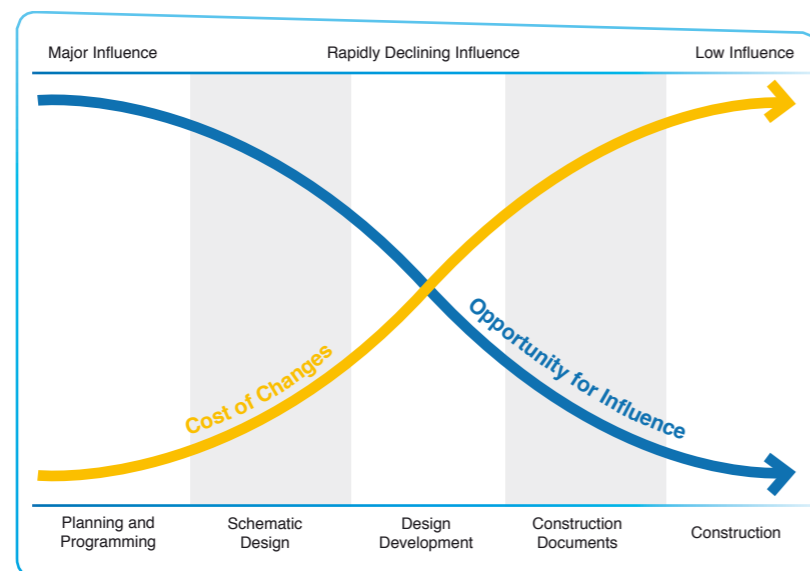 Major Influence
Rapidly Declining Influence
Low Influence
Cost of Changes
Opportunity for Influence
Planning and
Programming
Schematic
Design
Design
Development
Construction
Documents
Construction